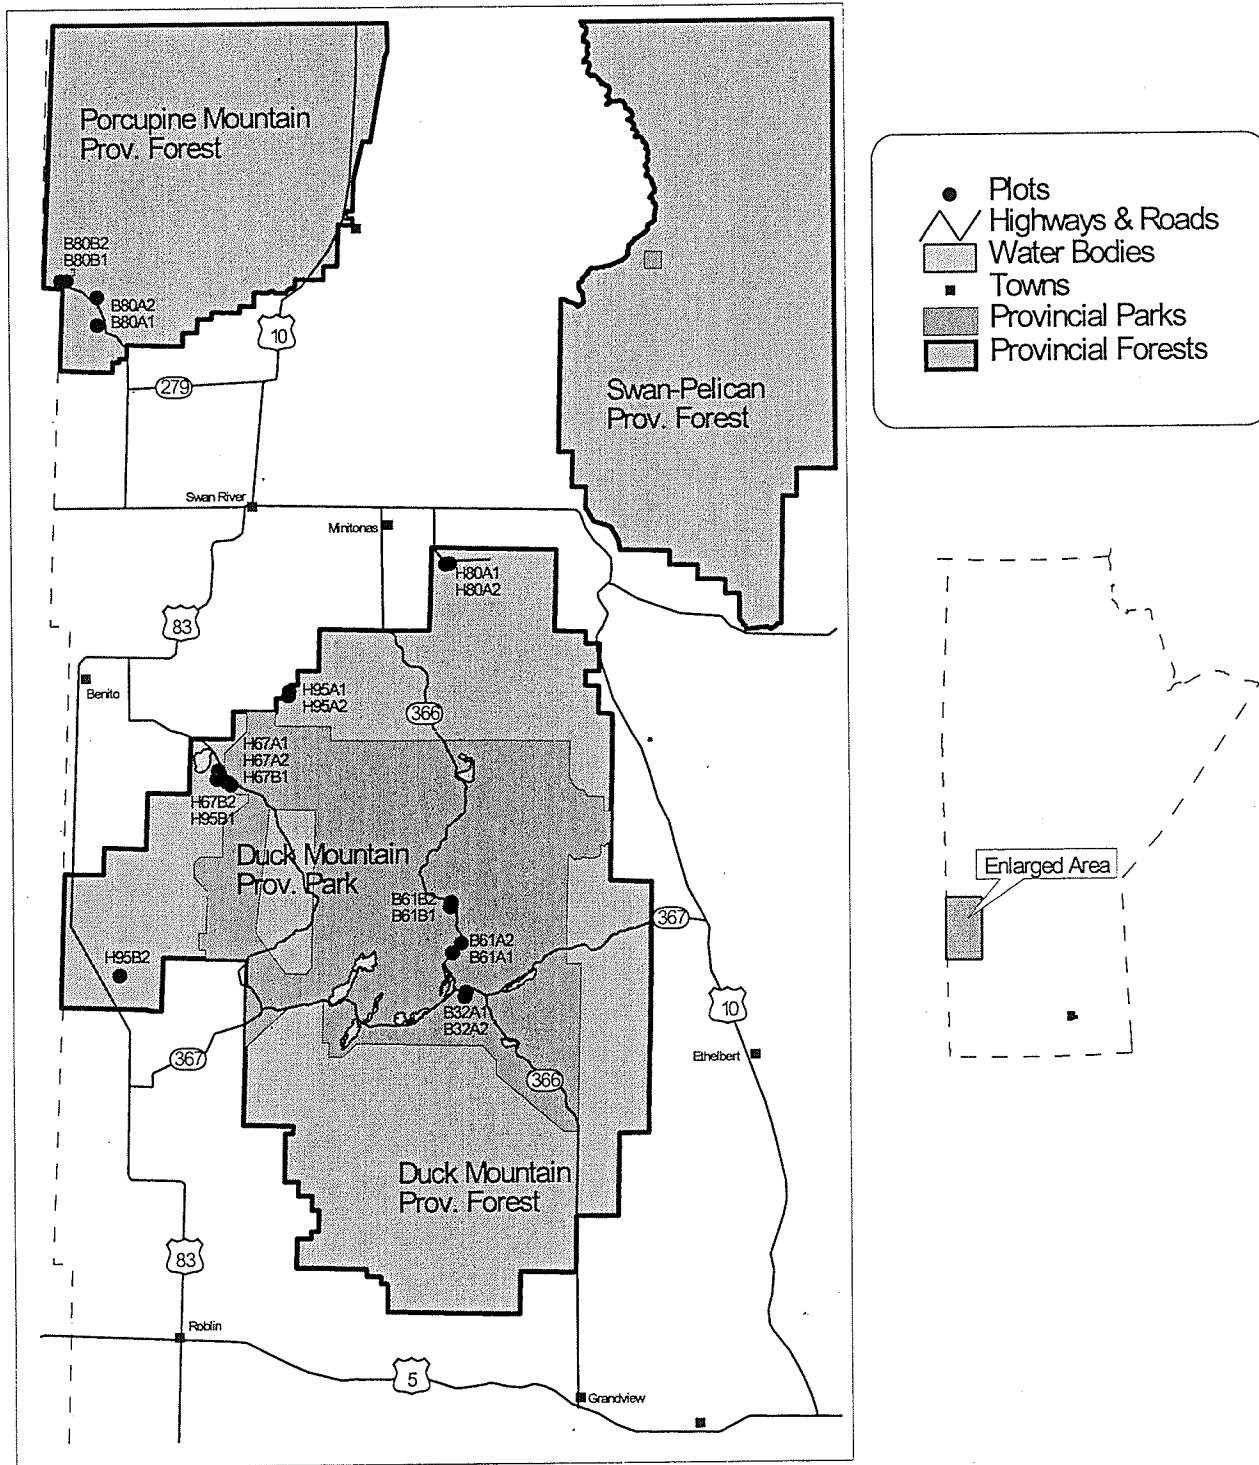 Porcupine Mountain
Prov. Forest
B80B2
B80B1
B80A2
B80A1
10
279
Swan-Pelican
Prov. Forest
Swan River
Minitonas
H80A1
H80A2
83
Benito
H95A1
H95A2
366
H67A1
H67A2
H67B1
H67B2
H95B1
Duck Mountain
Prov. Park
B61B2
B61B1
367
B61A2
B61A1
H95B2
B32A1
B32A2
10
367
Ethelbert
366
Duck Mountain
Prov. Forest
83
Roblin
5
Grandview
Plots
Highways & Roads
Water Bodies
Towns
Provincial Parks
Provincial Forests
Enlarged Area